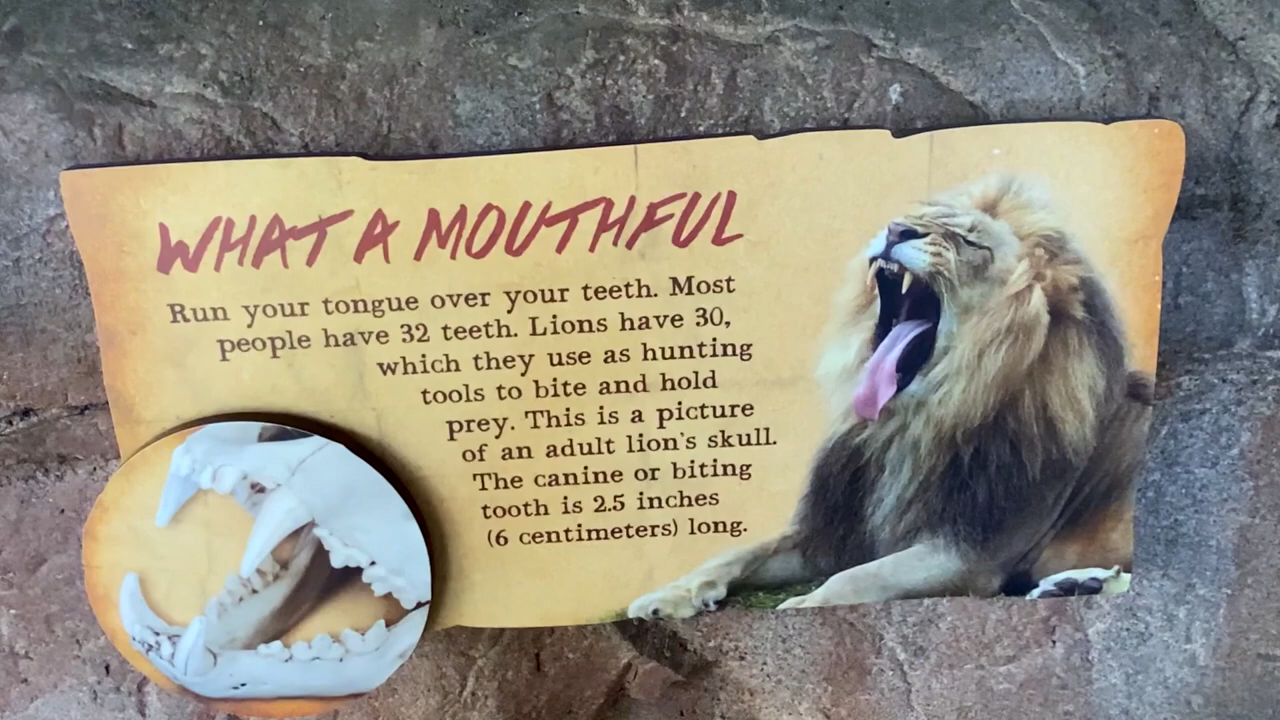 WHAT A MOUTHFUL
Run your tongue over your teeth. Most
people have 32 teeth. Lions have 30,
which they use as hunting
tools to bite and hold
prey. This is a picture
of an adult lion's skull.
The canine or biting
tooth is 2.5 inches
(6 centimeters) long.